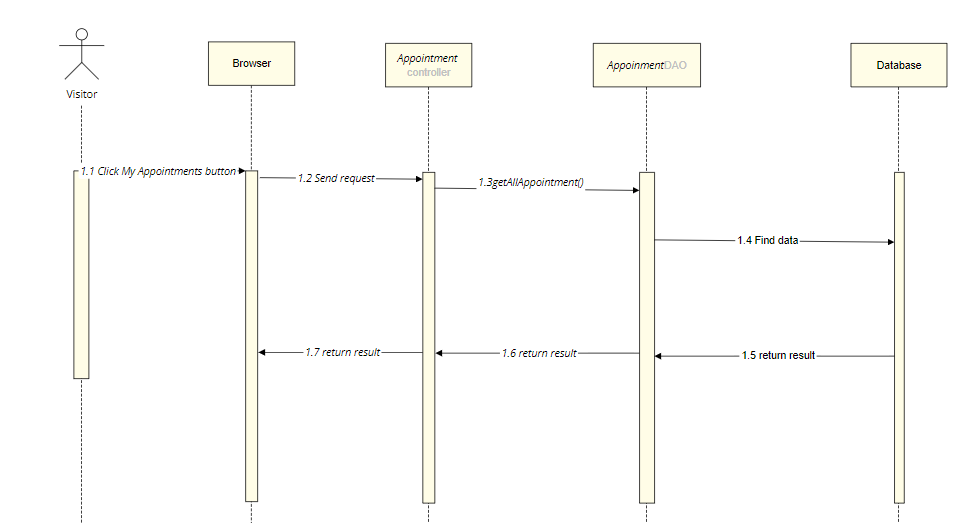 Visitor
Browser
Appointment
controller
AppoinmentDAO
Database
1.1 Click My Appointments button
1.2 Send request
1.3getAllAppointment()
1.4 Find data
1.7 return result
1.6 return result
1.5 return result